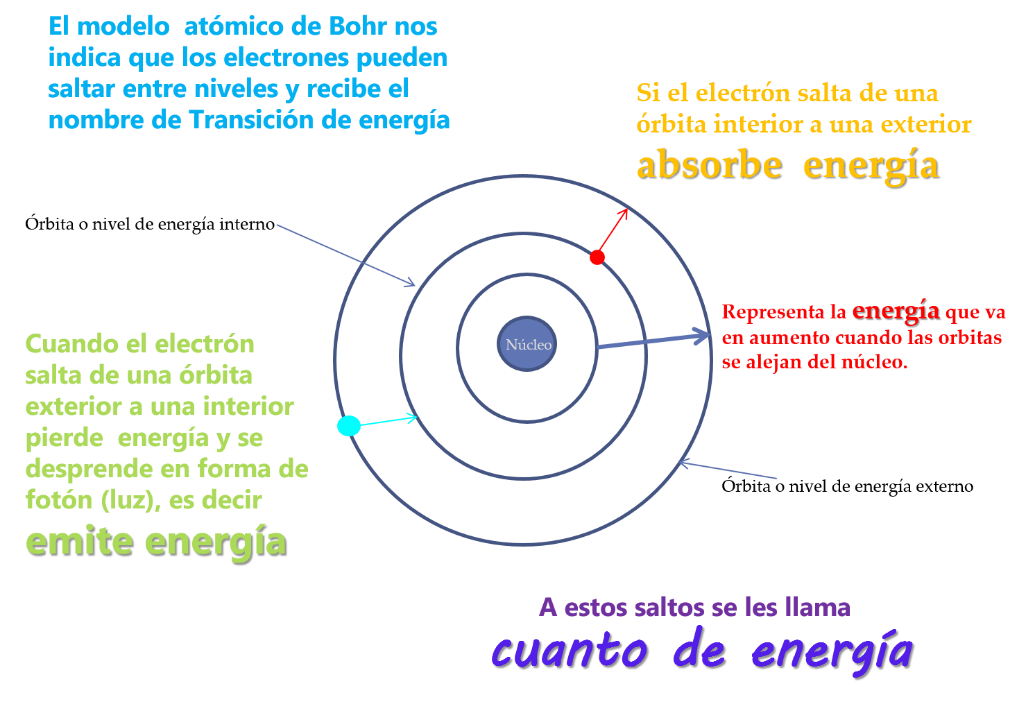 El modelo atómico de Bohr nos
indica que los electrones pueden
saltar entre niveles y recibe el
nombre de Transición de energía
Si el electrón salta de una
órbita interior a una exterior
absorbe energía
Órbita o nivel de energía interno
Núcleo
Representa la energía que va
en aumento cuando las orbitas
se alejan del núcleo.
Cuando el electrón
salta de una órbita
exterior a una interior
pierde energía y se
desprende en forma de
fotón (luz), es decir
emite energía
Órbita o nivel de energía externo
A estos saltos se les llama
cuanto de energía